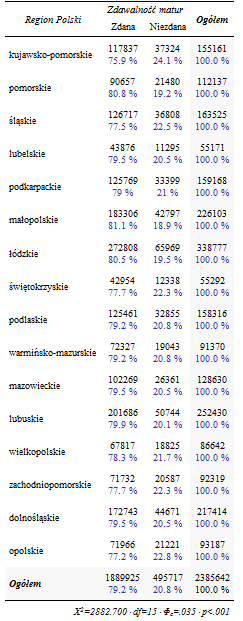 Region Polski Zdawalność matur Ogółem
Zdana Niezdana
kujawsko-pomorskie 117837 37324 155161
75.9 % 24.1 % 100.0 %
pomorskie 90657 21480 112137
80.8 % 19.2 % 100.0 %
śląskie 126717 36808 163525
77.5 % 22.5 % 100.0 %
lubelskie 43876 11295 55171
79.5 % 20.5 % 100.0 %
podkarpackie 125769 33399 159168
79 % 21 % 100.0 %
małopolskie 183306 42797 226103
81.1 % 18.9 % 100.0 %
łódzkie 272808 65969 338777
80.5 % 19.5 % 100.0 %
świętokrzyskie 42954 12338 55292
77.7 % 22.3 % 100.0 %
podlaskie 125461 32855 158316
79.2 % 20.8 % 100.0 %
warmińsko-mazurskie 72327 19043 91370
79.2 % 20.8 % 100.0 %
mazowieckie 102269 26361 128630
79.5 % 20.5 % 100.0 %
lubuskie 201686 50744 252430
79.9 % 20.1 % 100.0 %
wielkopolskie 67817 18825 86642
78.3 % 21.7 % 100.0 %
zachodniopomorskie 71732 20587 92319
77.7 % 22.3 % 100.0 %
dolnośląskie 172743 44671 217414
79.5 % 20.5 % 100.0 %
opolskie 71966 21221 93187
77.2 % 22.8 % 100.0 %
Ogółem 1889925 495717 2385642
79.2 % 20.8 % 100.0 %
Χ²=2882.700 · df=15 · Φc=.035 · p<.001